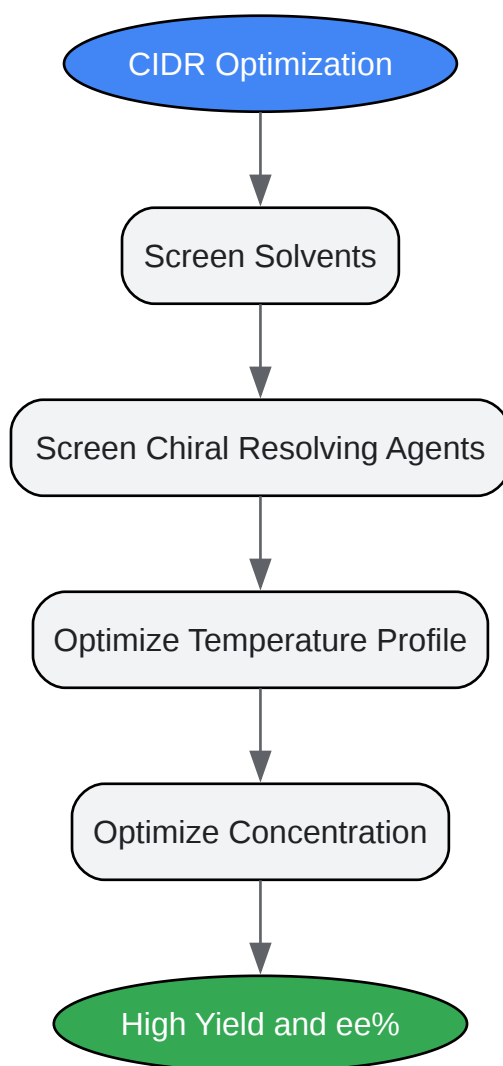 CIDR Optimization
Screen Solvents
Screen Chiral Resolving Agents
Optimize Temperature Profile
Optimize Concentration
High Yield and ee%